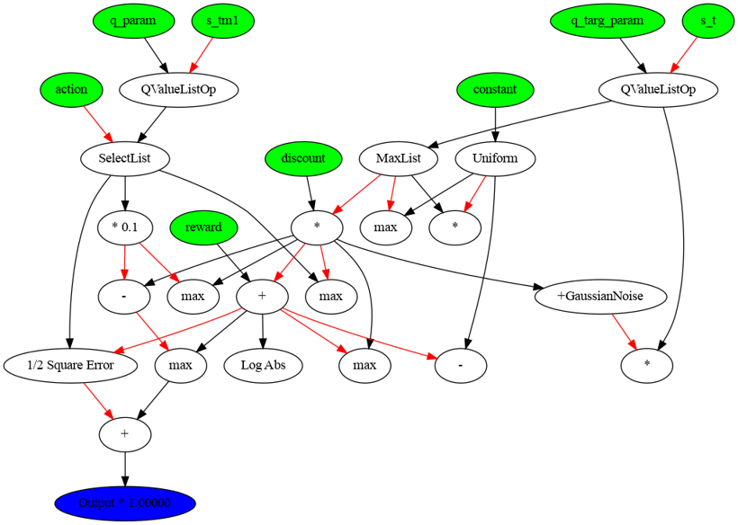 q_param
s_tm1
q_targ_param
s_t
action
QValueListOp
constant
QValueListOp
SelectList
discount
MaxList
Uniform
* 0.1
reward
*
max
*
-
max
+
max
+GaussianNoise
1/2 Square Error
max
Log Abs
max
-
*
+
Output * 1.00000